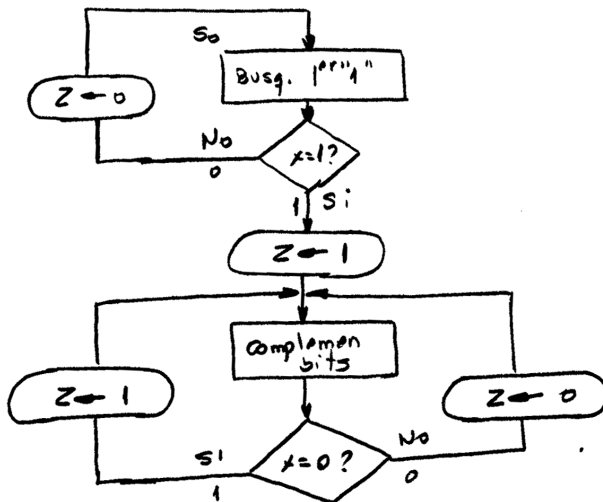 S0
Busq. 1er "1"
Z ← 0
No
0
x=1?
1 Si
Z ← 1
Complemen
bits
Z ← 1
Z ← 0
Si
1
x=0?
No
0